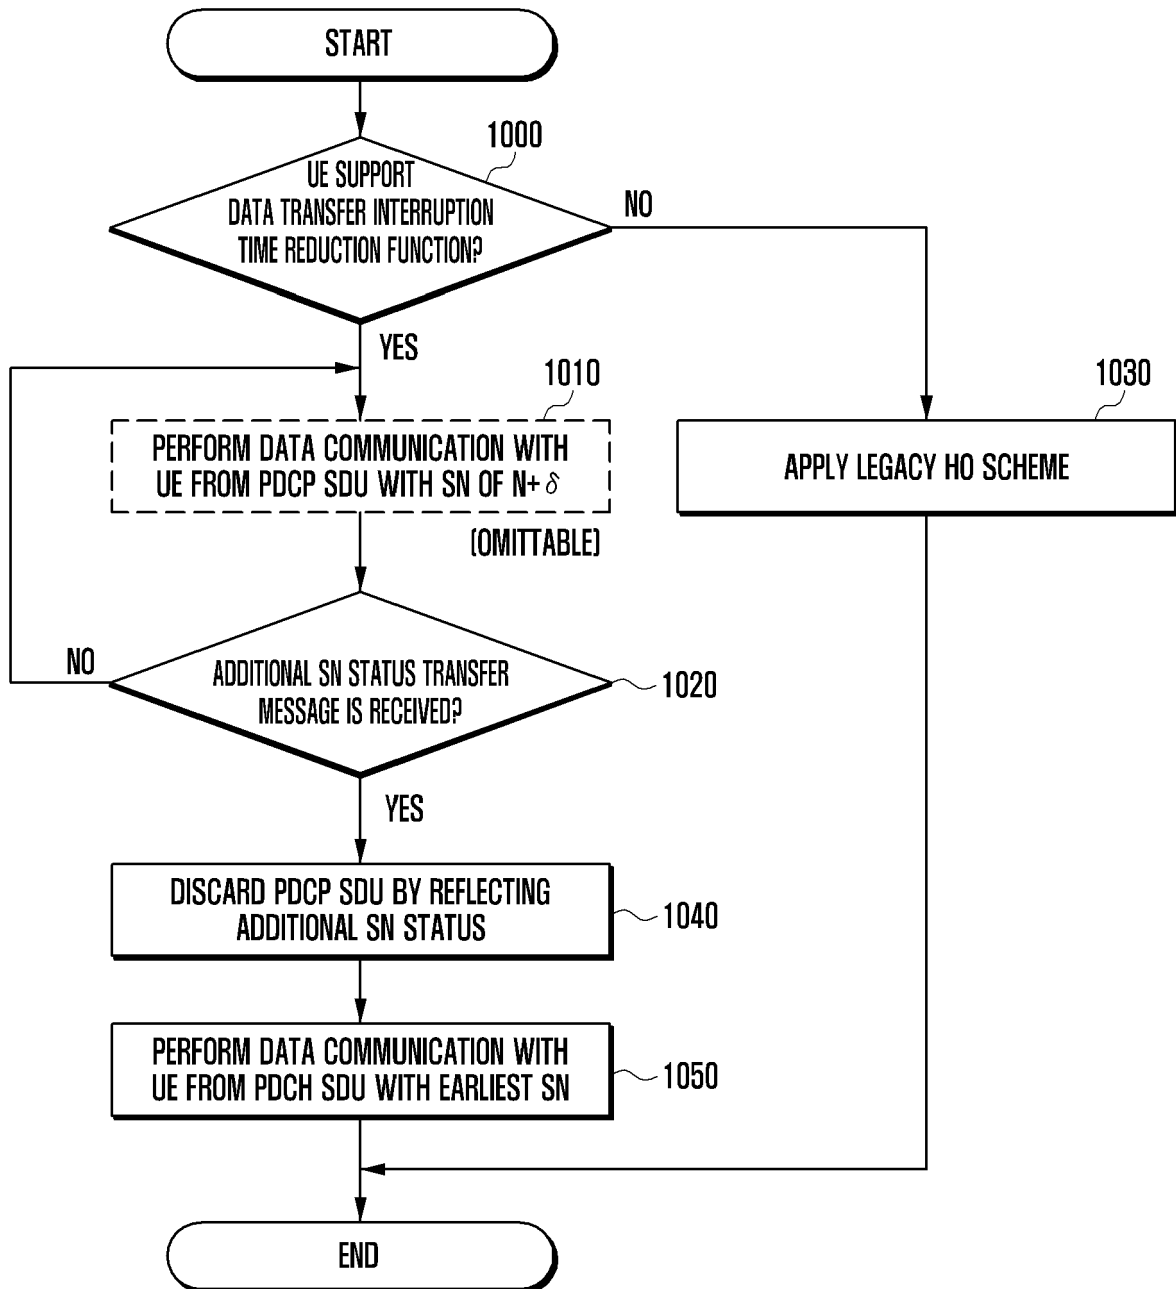 START
1000
UE SUPPORT
DATA TRANSFER INTERRUPTION
TIME REDUCTION FUNCTION?
NO
YES
1010
PERFORM DATA COMMUNICATION WITH
UE FROM PDCP SDU WITH SN OF N+ δ
(OMITTABLE)
1030
APPLY LEGACY HO SCHEME
NO
ADDITIONAL SN STATUS TRANSFER
MESSAGE IS RECEIVED?
1020
YES
DISCARD PDCP SDU BY REFLECTING
ADDITIONAL SN STATUS
1040
PERFORM DATA COMMUNICATION WITH
UE FROM PDCH SDU WITH EARLIEST SN
1050
END